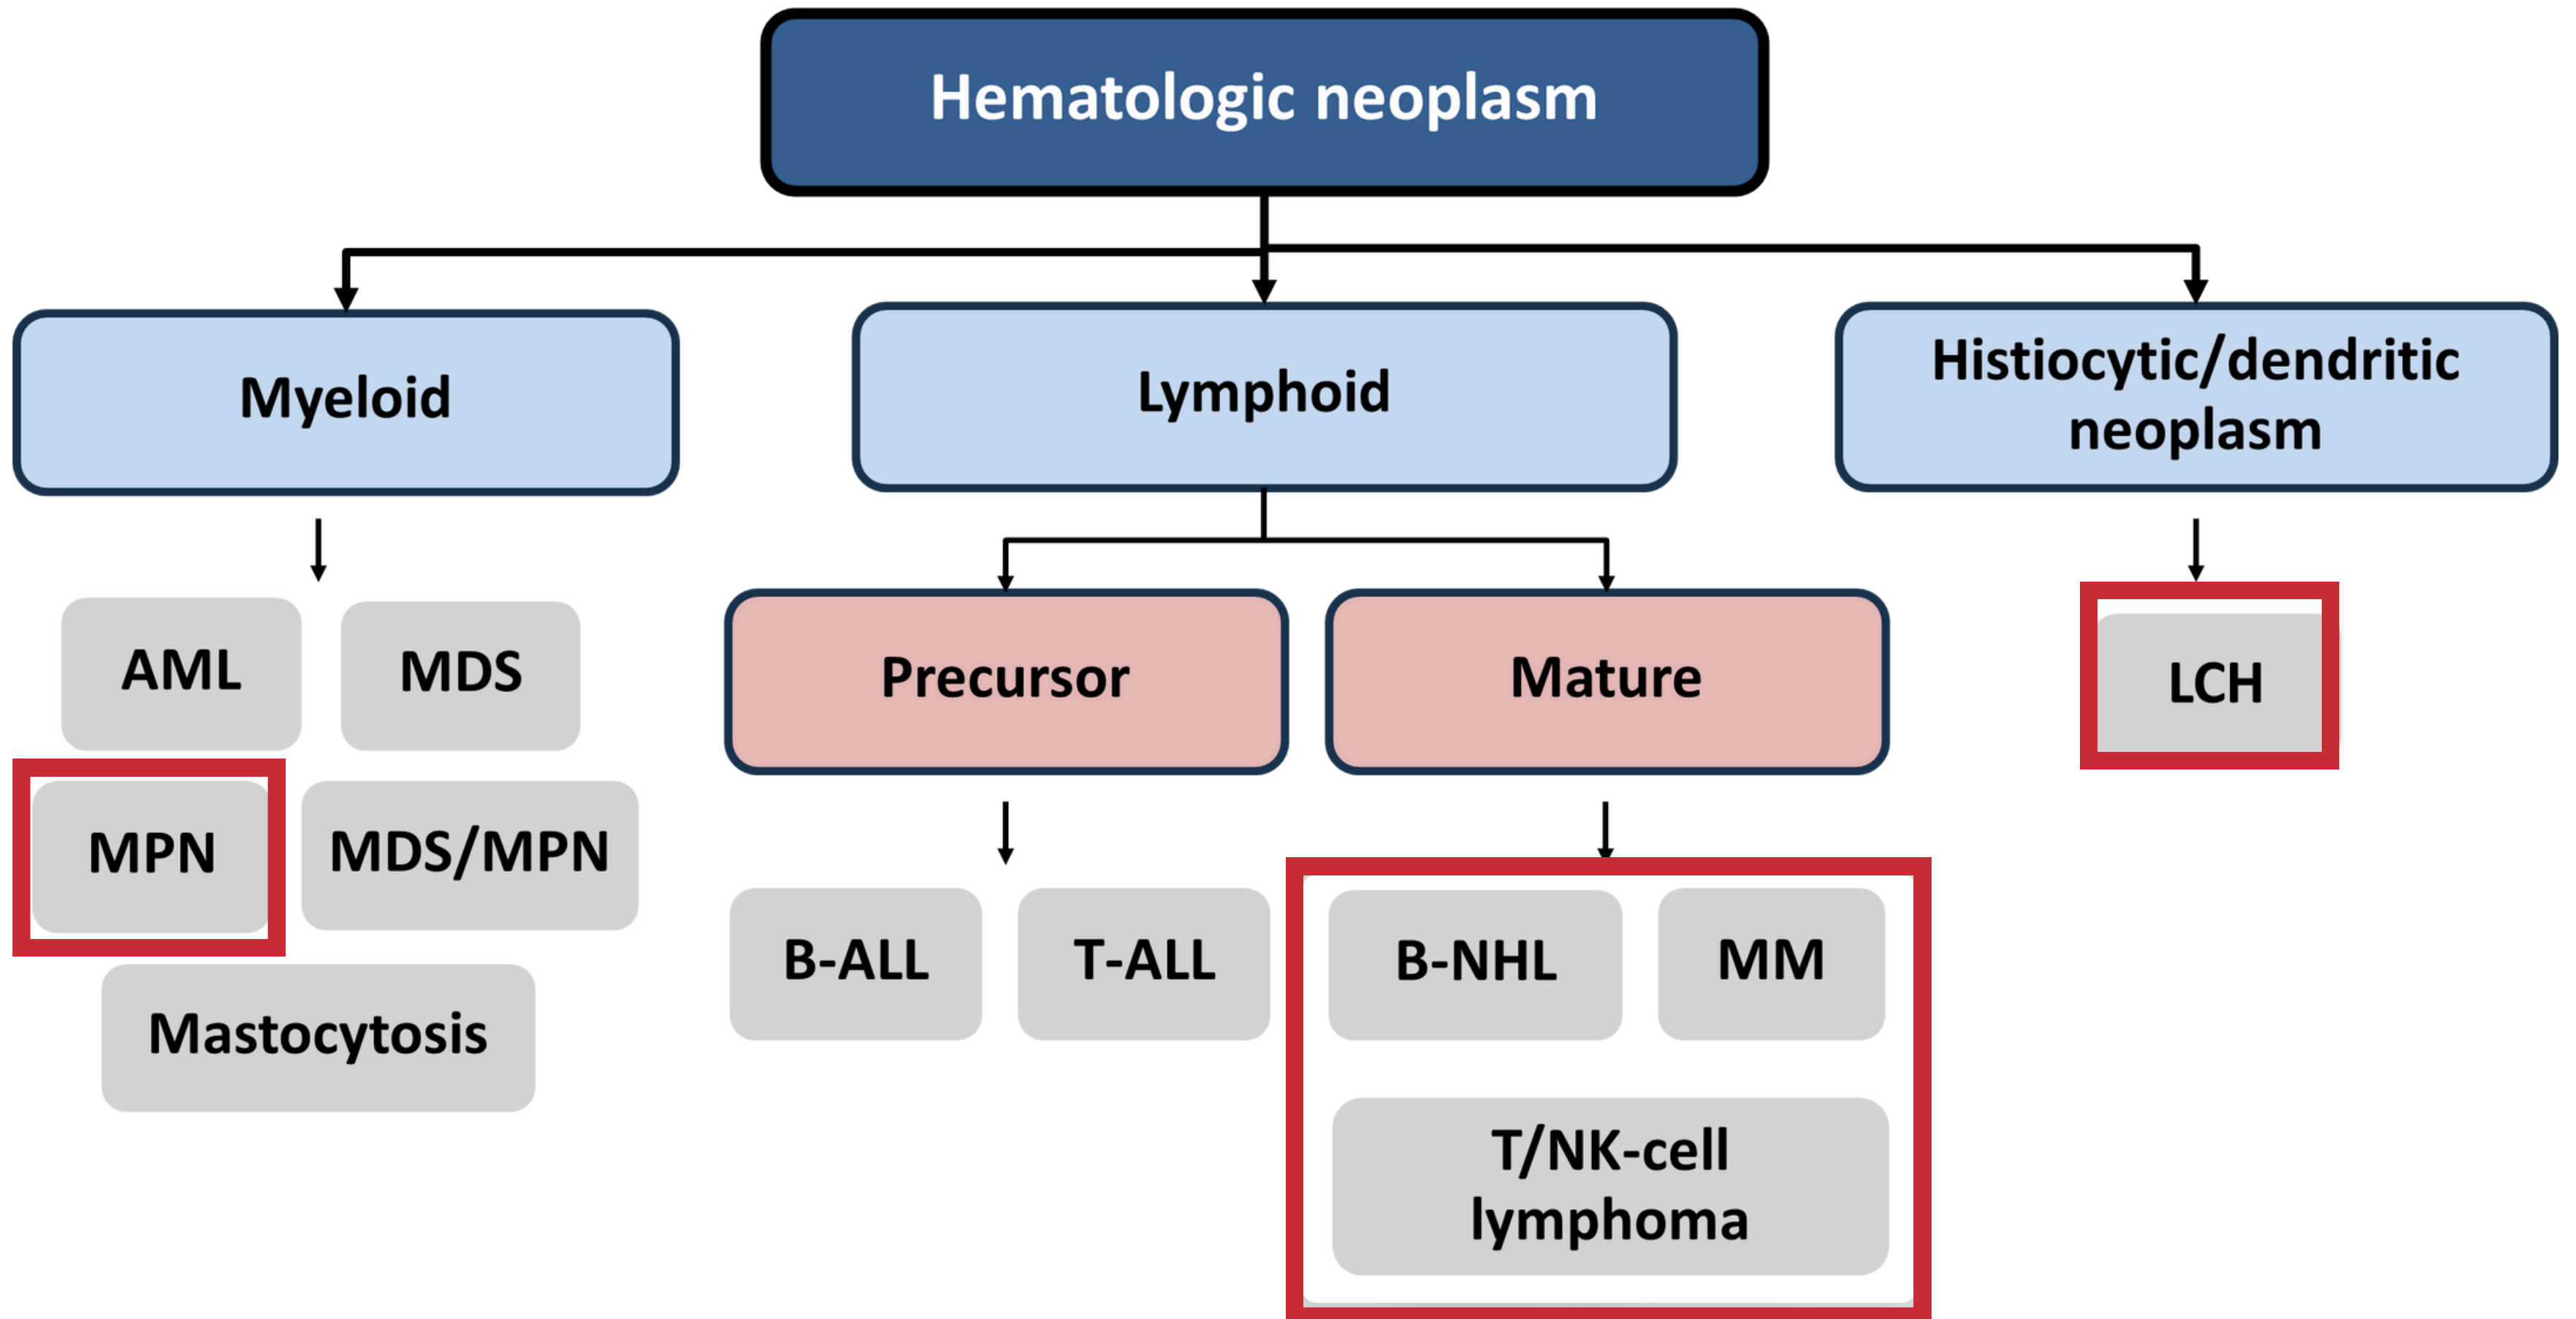 Hematologic neoplasm
Myeloid
Lymphoid
Histiocytic/dendritic
neoplasm
AML
MDS
MPN
MDS/MPN
Mastocytosis
Precursor
Mature
B-ALL
T-ALL
B-NHL
MM
T/NK-cell
lymphoma
LCH